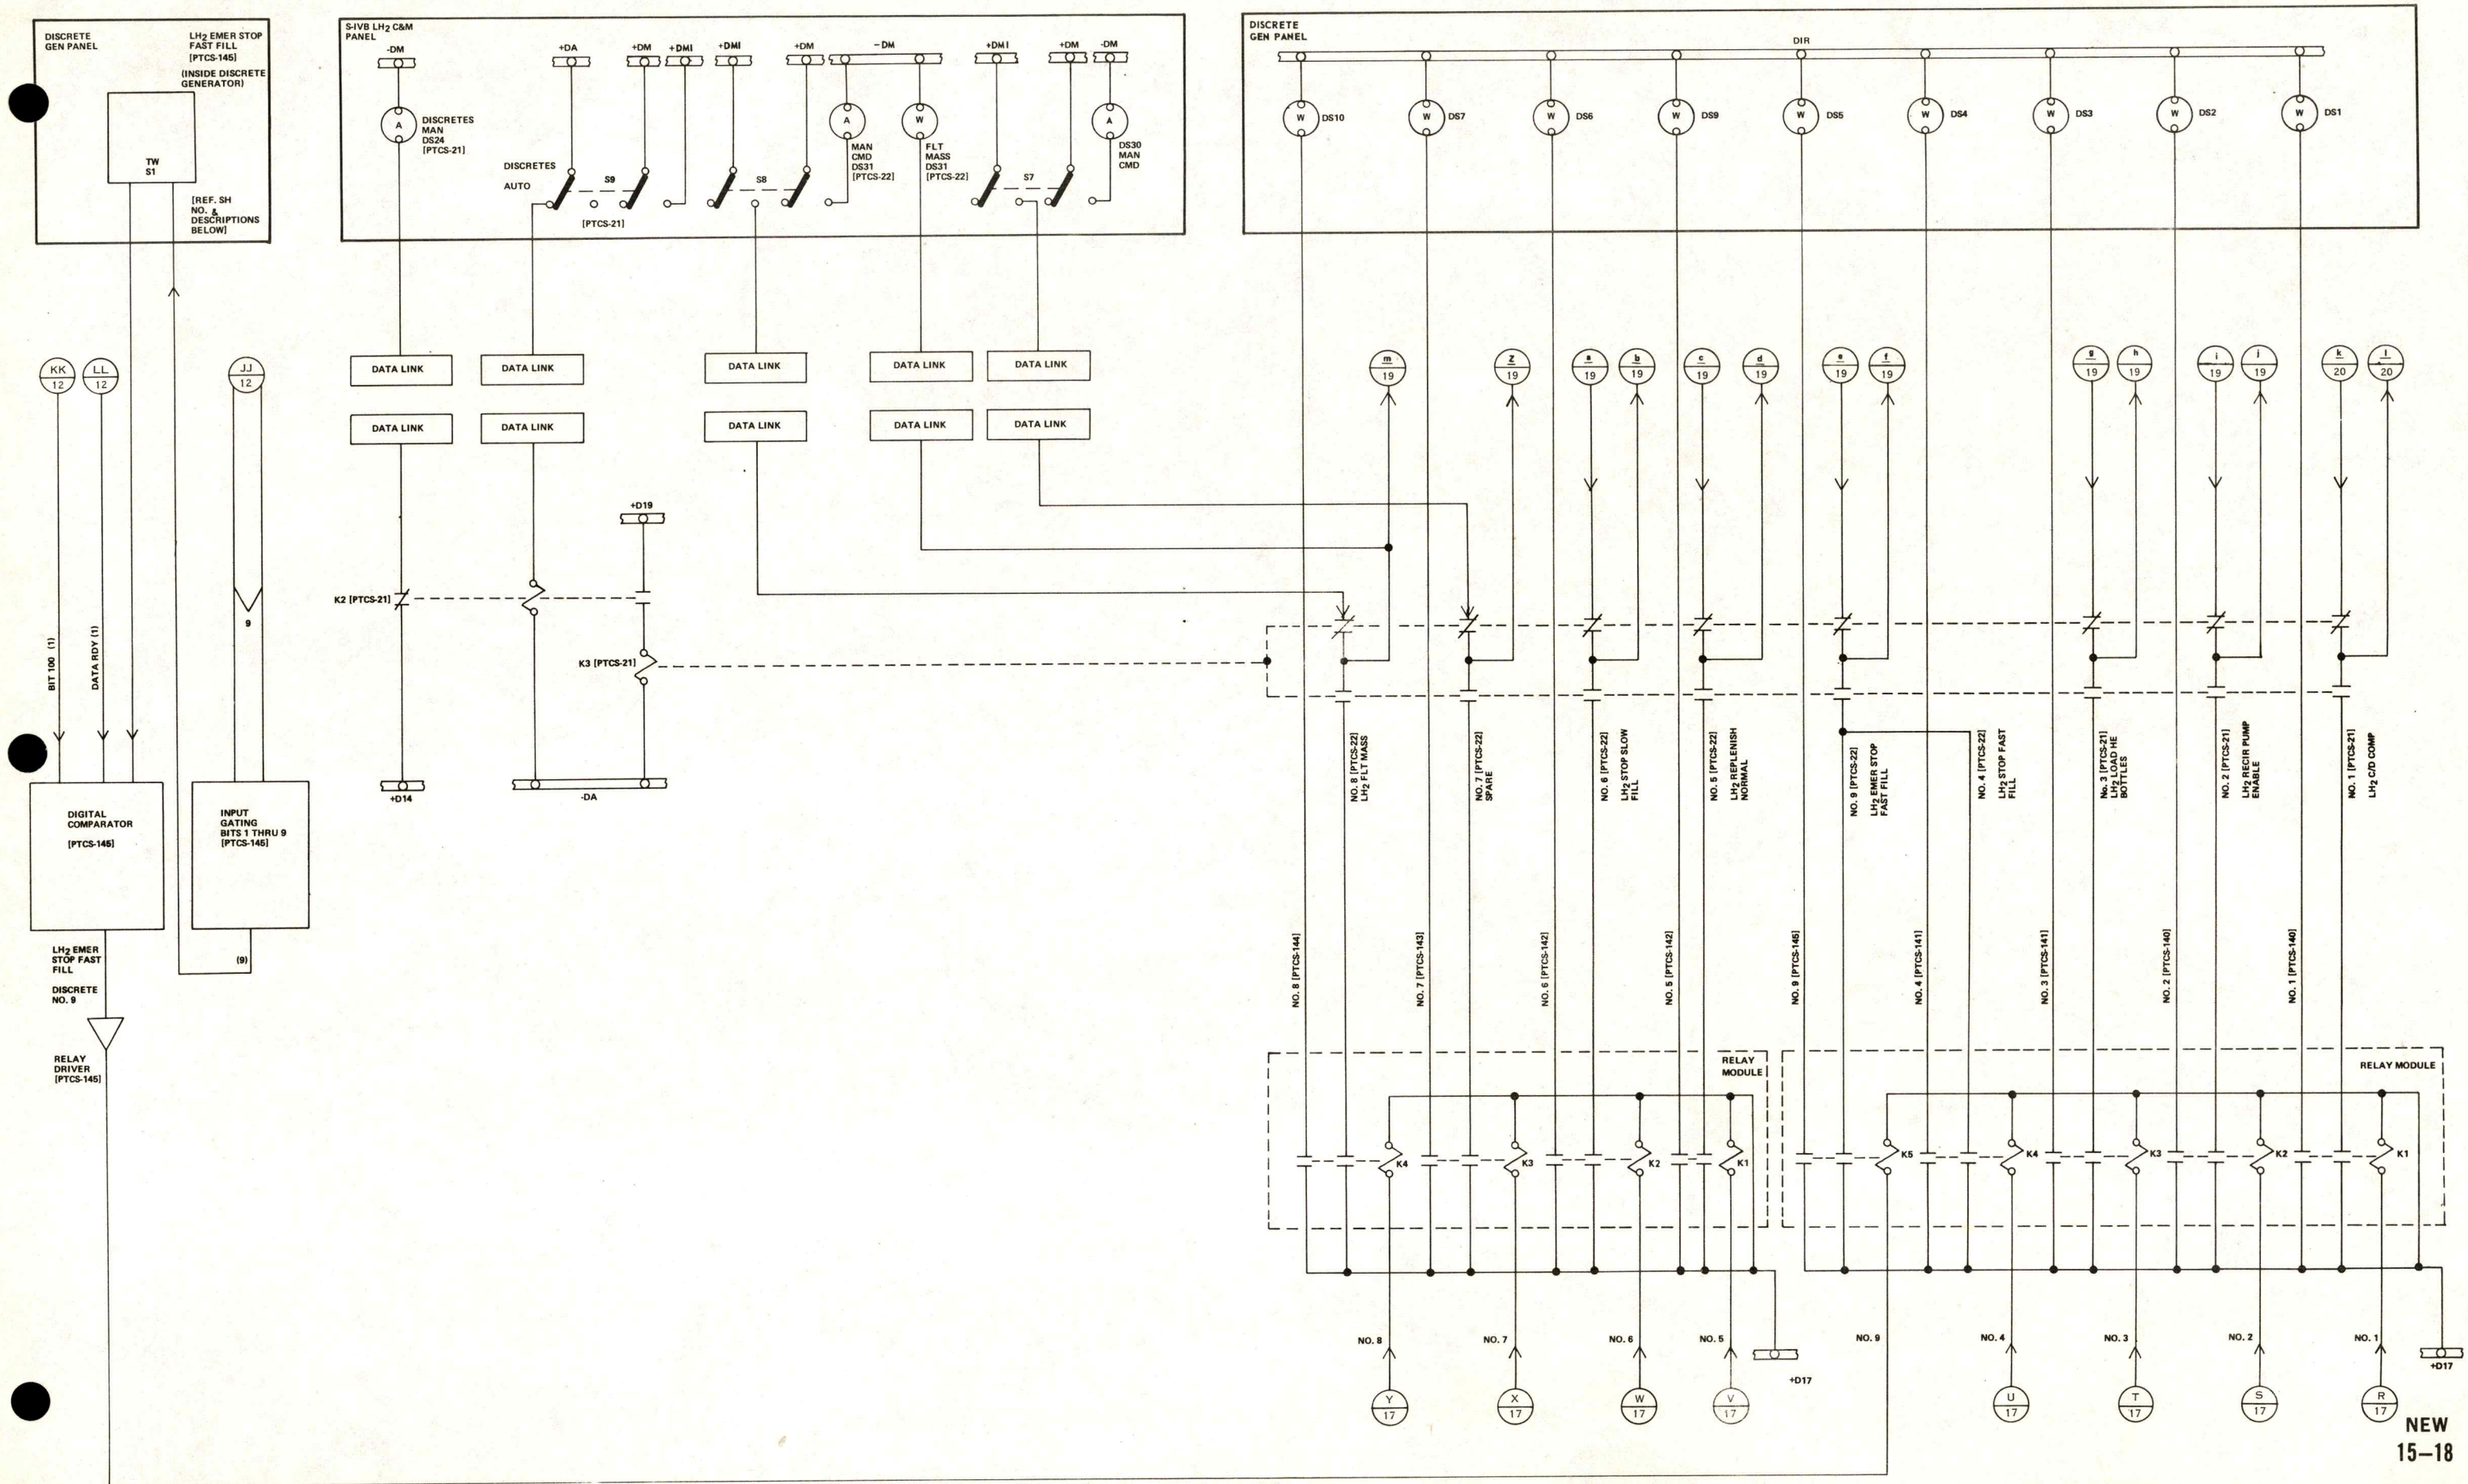 DISCRETE
GEN PANEL
LH2 EMER STOP
FAST FILL
[PTCS-145]
(INSIDE DISCRETE
GENERATOR)
TW
S1
[REF. SH
NO. &
DESCRIPTIONS
BELOW]
S-IVB LH2 C&M
PANEL
-DM
+DA
+DM
+DMI
+DMI
+DM
-DM
+DMI
+DM
-DM
A
DISCRETES
MAN
DS24
[PTCS-21]
DISCRETES
AUTO
S9
[PTCS-21]
S8
A
MAN
CMD
DS31
[PTCS-22]
W
FLT
MASS
DS31
[PTCS-22]
S7
A
DS30
MAN
CMD
DISCRETE
GEN PANEL
DIR
W
DS10
W
DS7
W
DS6
W
DS9
W
DS5
W
DS4
W
DS3
W
DS2
W
DS1
KK
12
LL
12
JJ
12
DATA LINK
DATA LINK
DATA LINK
DATA LINK
DATA LINK
DATA LINK
DATA LINK
DATA LINK
DATA LINK
DATA LINK
m
19
Z
19
a
19
b
19
c
19
d
19
e
19
f
19
g
19
h
19
i
19
j
19
k
20
l
20
+D19
K2 [PTCS-21]
K3 [PTCS-21]
+D14
-DA
BIT 100 (1)
DATA RDY (1)
9
NO. 8 [PTCS-22]
LH2 FLT MASS
NO. 7 [PTCS-22]
SPARE
NO. 6 [PTCS-22]
LH2 STOP SLOW
FILL
NO. 5 [PTCS-22]
LH2 REPLENISH
NORMAL
NO. 9 [PTCS-22]
LH2 EMER STOP
FAST FILL
NO. 4 [PTCS-22]
LH2 STOP FAST
FILL
No. 3 [PTCS-21]
LH2 LOAD HE
BOTTLES
NO. 2 [PTCS-21]
LH2 RECIR PUMP
ENABLE
NO. 1 [PTCS-21]
LH2 C/D COMP
DIGITAL
COMPARATOR
[PTCS-145]
INPUT
GATING
BITS 1 THRU 9
[PTCS-145]
LH2 EMER
STOP FAST
FILL
DISCRETE
NO. 9
(9)
RELAY
DRIVER
[PTCS-145]
NO. 8 [PTCS-144]
NO. 7 [PTCS-143]
NO. 6 [PTCS-142]
NO. 5 [PTCS-142]
NO. 9 [PTCS-145]
NO. 4 [PTCS-141]
NO. 3 [PTCS-141]
NO. 2 [PTCS-140]
NO. 1 [PTCS-140]
RELAY
MODULE
RELAY MODULE
K4
K3
K2
K1
K5
K4
K3
K2
K1
NO. 8
NO. 7
NO. 6
NO. 5
NO. 9
NO. 4
NO. 3
NO. 2
NO. 1
+D17
+D17
Y
17
X
17
W
17
V
17
U
17
T
17
S
17
R
17
NEW
15–18